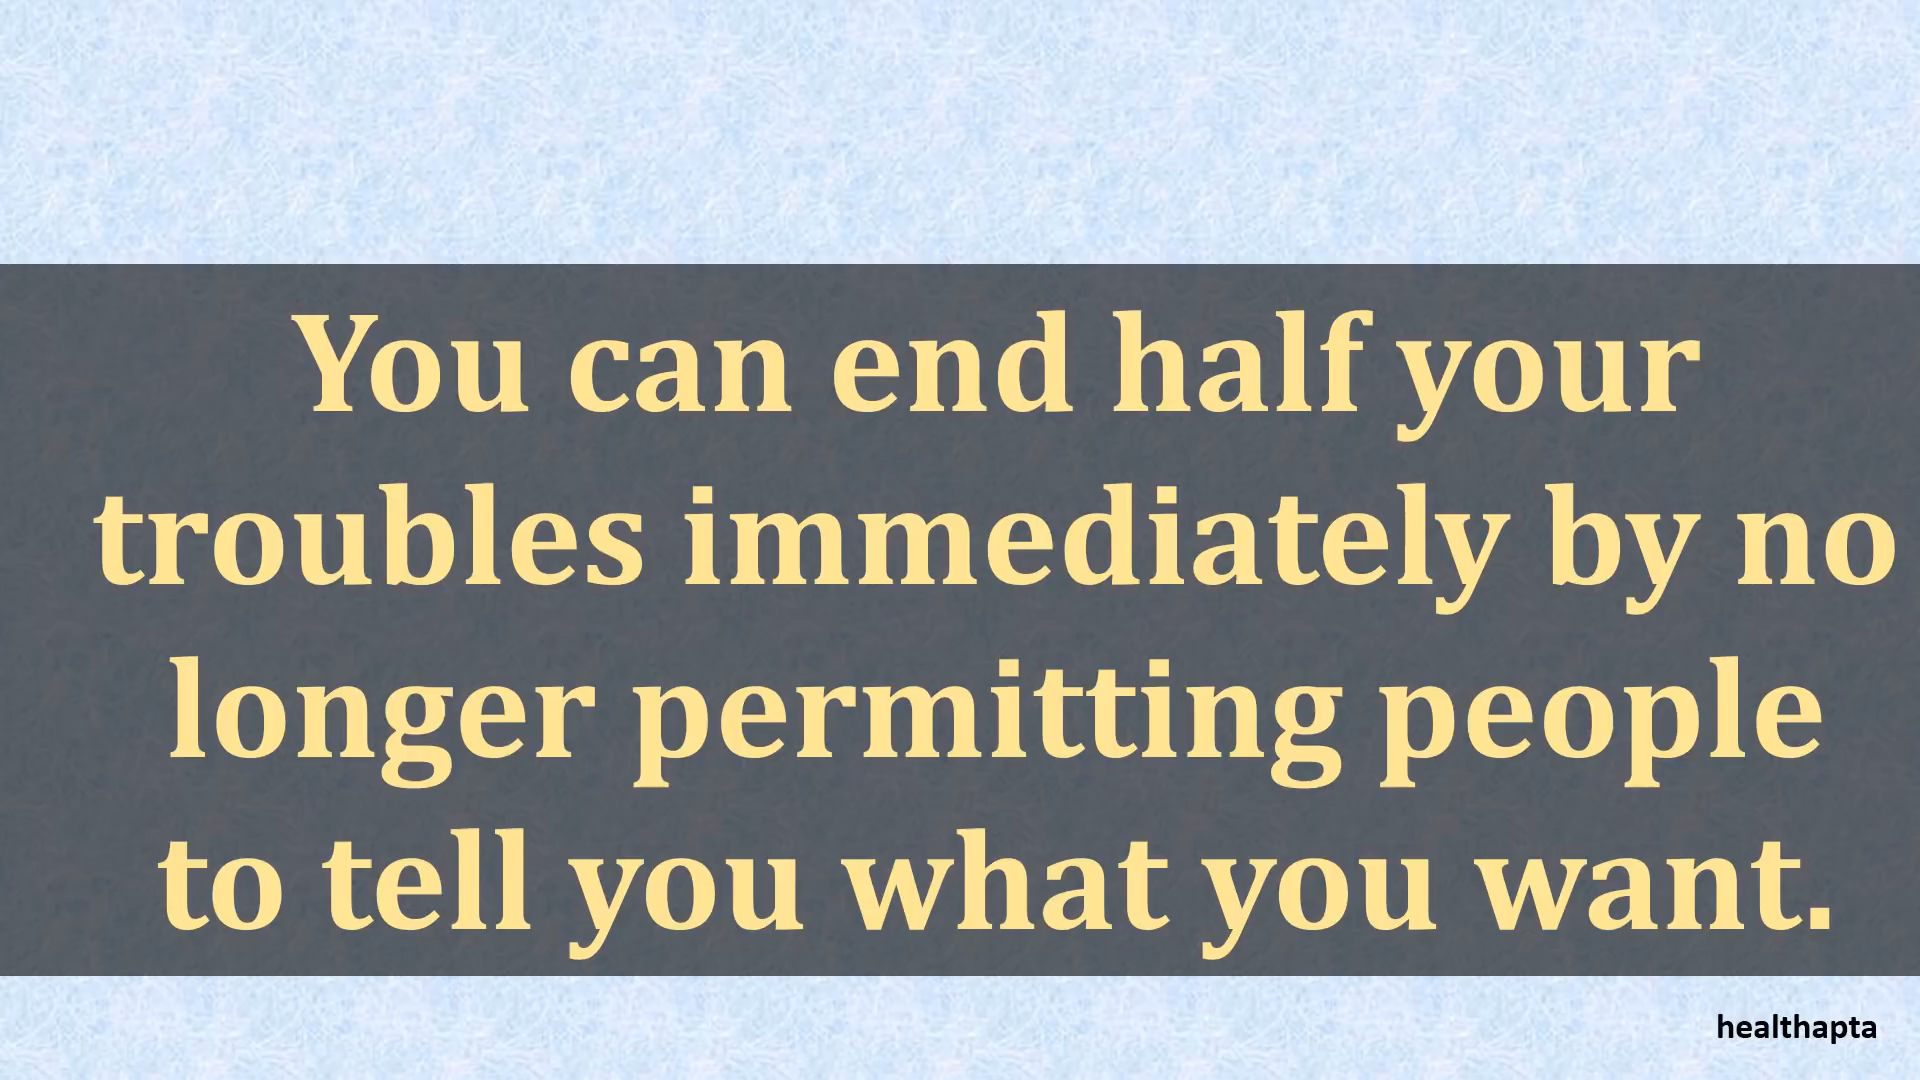 You can end half your
troubles immediately by no
longer permitting people
to tell you what you want.
healthapta